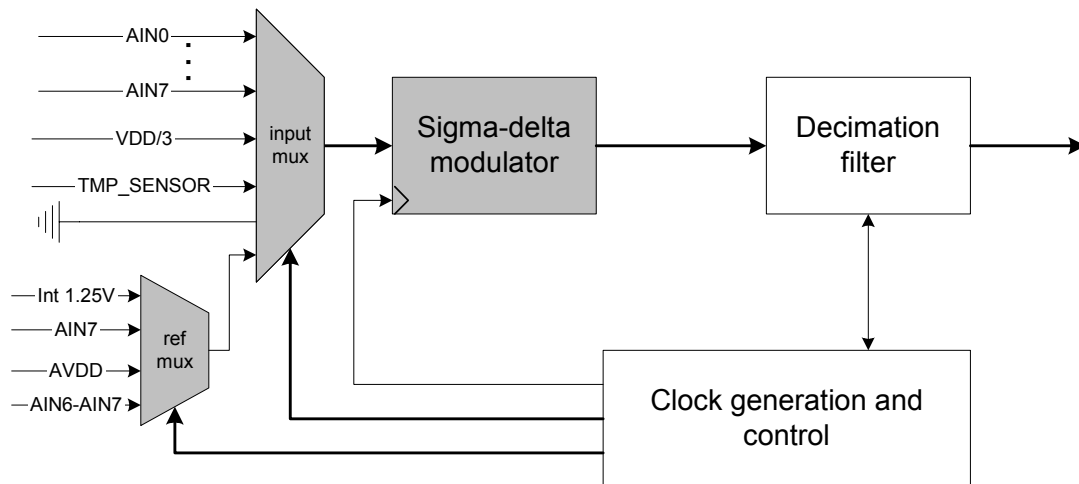 AIN0
AIN7
VDD/3
TMP_SENSOR
input
mux
Sigma-delta
modulator
Decimation
filter
Int 1.25V
AIN7
AVDD
AIN6-AIN7
ref
mux
Clock generation and
control